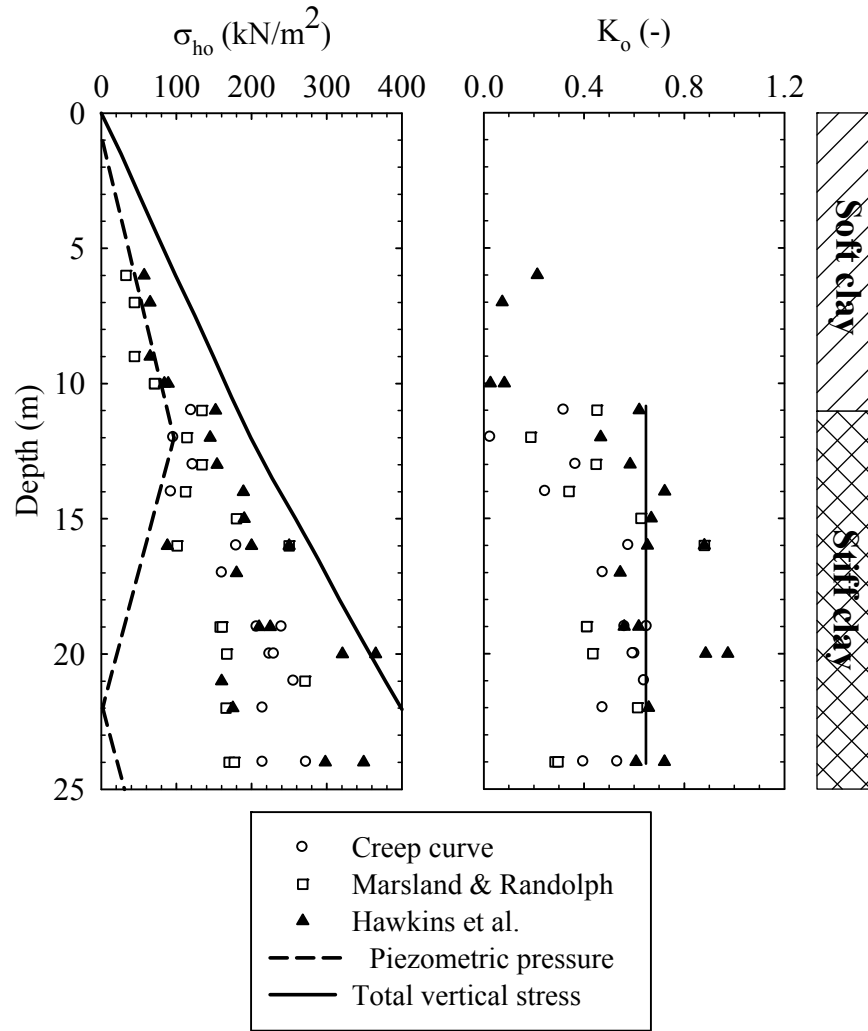 σho (kN/m2)
Ko (-)
0 100 200 300 400
0.0 0.4 0.8 1.2
0
5
10
15
20
25
Depth (m)
Soft clay
Stiff clay
Creep curve
Marsland & Randolph
Hawkins et al.
Piezometric pressure
Total vertical stress